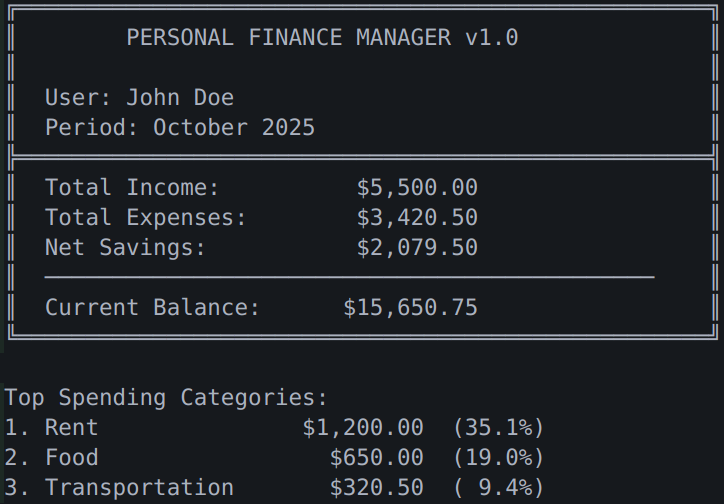 PERSONAL FINANCE MANAGER v1.0
User: John Doe
Period: October 2025
Total Income: $5,500.00
Total Expenses: $3,420.50
Net Savings: $2,079.50
Current Balance: $15,650.75
Top Spending Categories:
1. Rent $1,200.00 (35.1%)
2. Food $650.00 (19.0%)
3. Transportation $320.50 ( 9.4%)